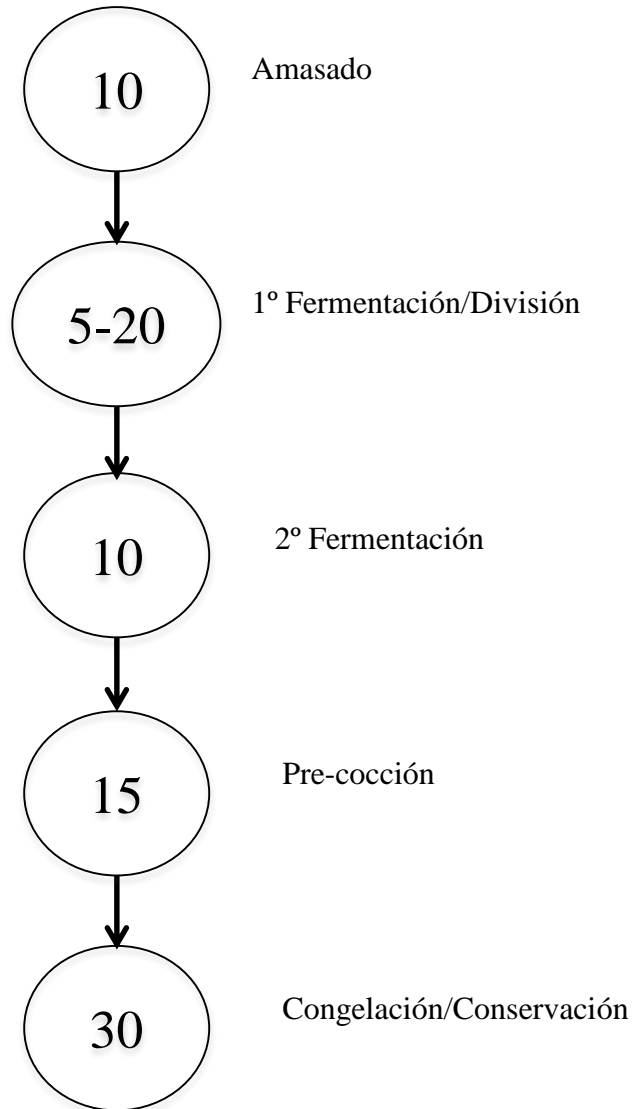 10
Amasado
5-20
1º Fermentación/División
10
2º Fermentación
15
Pre-cocción
30
Congelación/Conservación